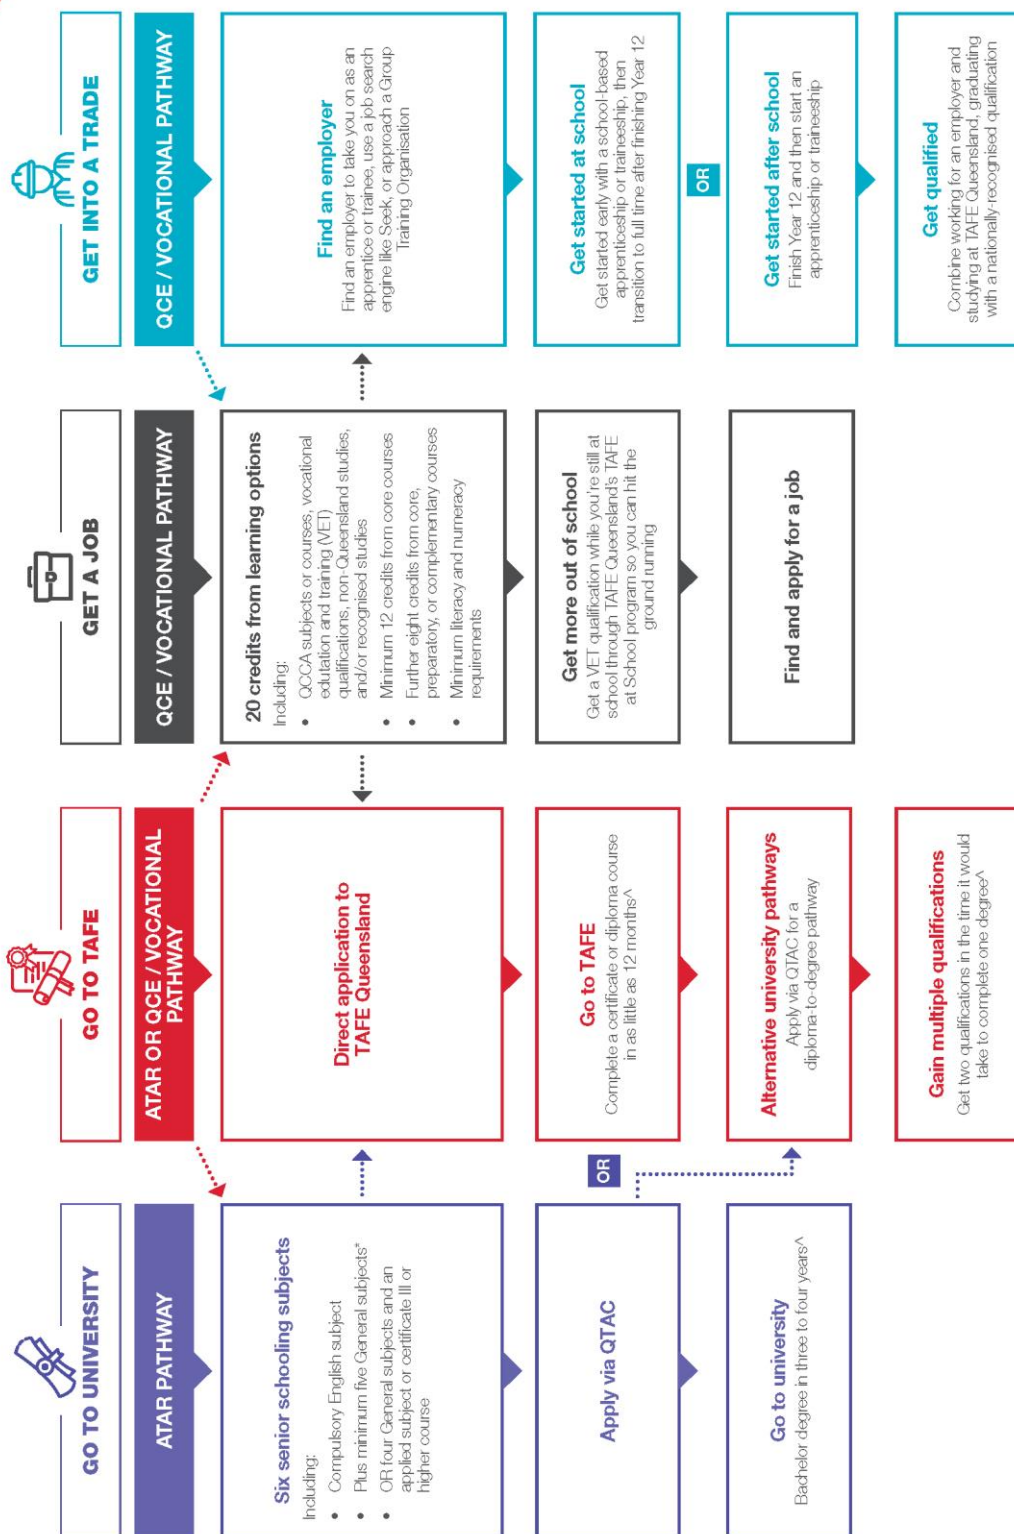 GO TO UNIVERSITY
ATAR PATHWAY
Six senior schooling subjects
Including:
• Compulsory English subject
• Plus minimum five General subjects*
• OR four General subjects and an
applied subject or certificate III or
higher course
Apply via QTAC
OR
Go to university
Bachelor degree in three to four years^
GO TO TAFE
ATAR OR QCE / VOCATIONAL
PATHWAY
Direct application to
TAFE Queensland
Go to TAFE
Complete a certificate or diploma course
in as little as 12 months^
Alternative university pathways
Apply via QTAC for a
diploma-to-degree pathway
Gain multiple qualifications
Get two qualifications in the time it would
take to complete one degree^
GET A JOB
QCE / VOCATIONAL PATHWAY
20 credits from learning options
Including:
• QCCA subjects or courses, vocational
edutation and training (VET)
qualifications, non-Queensland studies,
and/or recognised studies
• Minimum 12 credits from core courses
• Further eight credits from core,
preparatory, or complementary courses
• Minimum literacy and numeracy
requirements
Get more out of school
Get a VET qualification while you're still at
school through TAFE Queensland's TAFE
at School program so you can hit the
ground running
Find and apply for a job
GET INTO A TRADE
QCE / VOCATIONAL PATHWAY
Find an employer
Find an employer to take you on as an
apprentice or trainee, use a job search
engine like Seek, or approach a Group
Training Organisation
Get started at school
Get started early with a school-based
apprenticeship or traineeship, then
transition to full time after finishing Year 12
OR
Get started after school
Finish Year 12 and then start an
apprenticeship or traineeship
Get qualified
Combine working for an employer and
studying at TAFE Queensland, graduating
with a nationally-recognised qualification